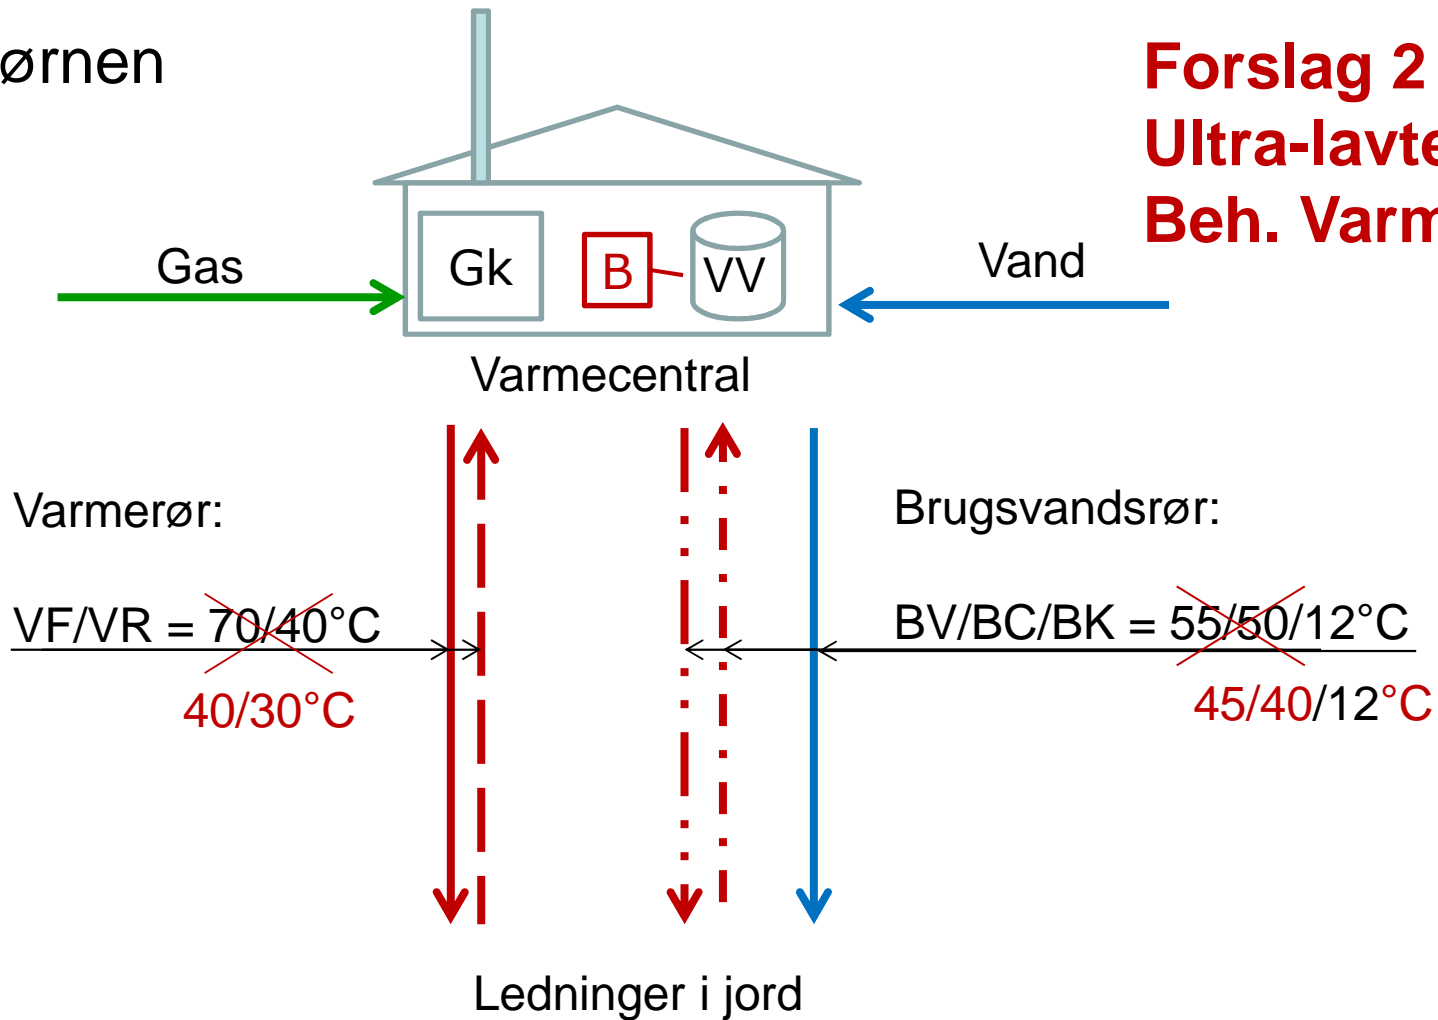 ørnen
Forslag 2
Ultra-lavte
Beh. Varm
Gas
Gk
B
VV
Vand
Varmecentral
Varmerør:
Brugsvandsrør:
VF/VR = 70/40°C
BV/BC/BK = 55/50/12°C
40/30°C
45/40/12°C
Ledninger i jord